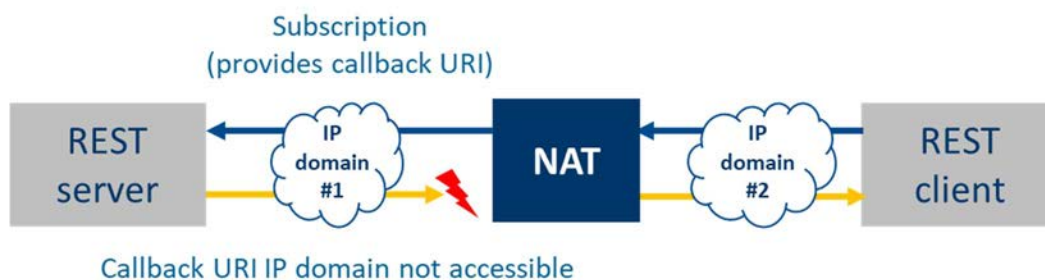 Subscription
(provides callback URI)
REST
server
IP
domain
#1
NAT
IP
domain
#2
REST
client
Callback URI IP domain not accessible